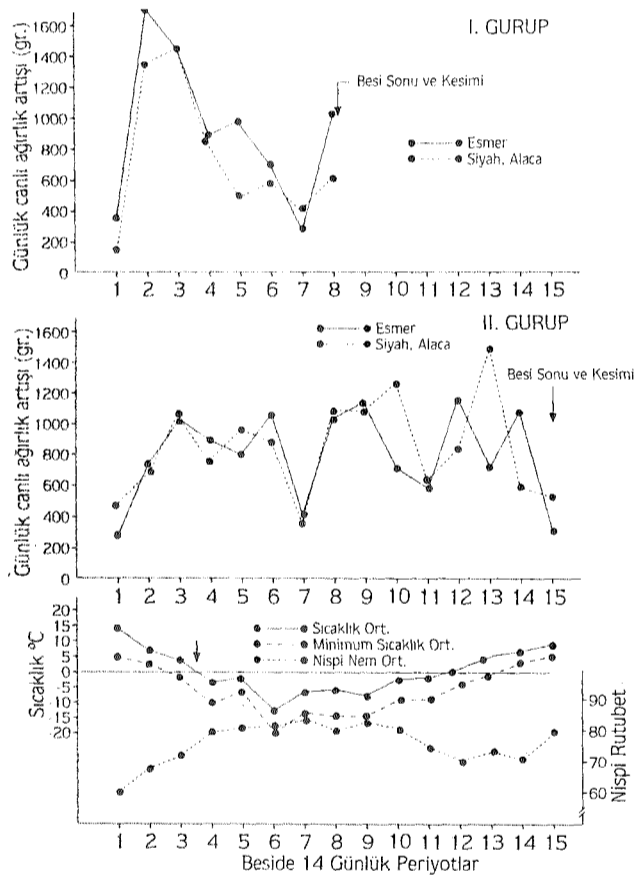 I. GURUP
Günlük canlı ağırlık artışı (gr.)
1600
1400
1200
1000
800
600
400
200
0
Besi Sonu ve Kesimi
Esmer
Siyah, Alaca
1 2 3 4 5 6 7 8 9 10 11 12 13 14 15
II. GURUP
Günlük canlı ağırlık artışı (gr.)
1600
1400
1200
1000
800
600
400
200
0
Esmer
Siyah, Alaca
Besi Sonu ve Kesimi
1 2 3 4 5 6 7 8 9 10 11 12 13 14 15
Sıcaklık ºC
20
15
10
5
0
-5
10
15
-20
Sıcaklık Ort.
Minimum Sıcaklık Ort.
Nispi Nem Ort.
90
80
70
60
Nispi Rutubet
1 2 3 4 5 6 7 8 9 10 11 12 13 14 15
Beside 14 Günlük Periyotlar